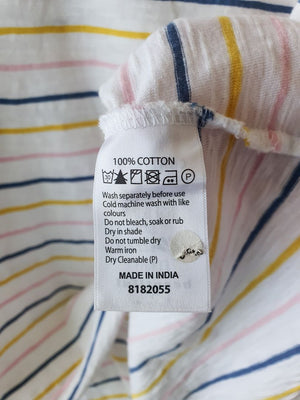 100% COTTON
Wash separately before use
Cold machine wash with like
colours
Do not bleach, soak or rub
Dry in shade
Do not tumble dry
Warm iron
Dry Cleanable (P)
MADE IN INDIA
8182055